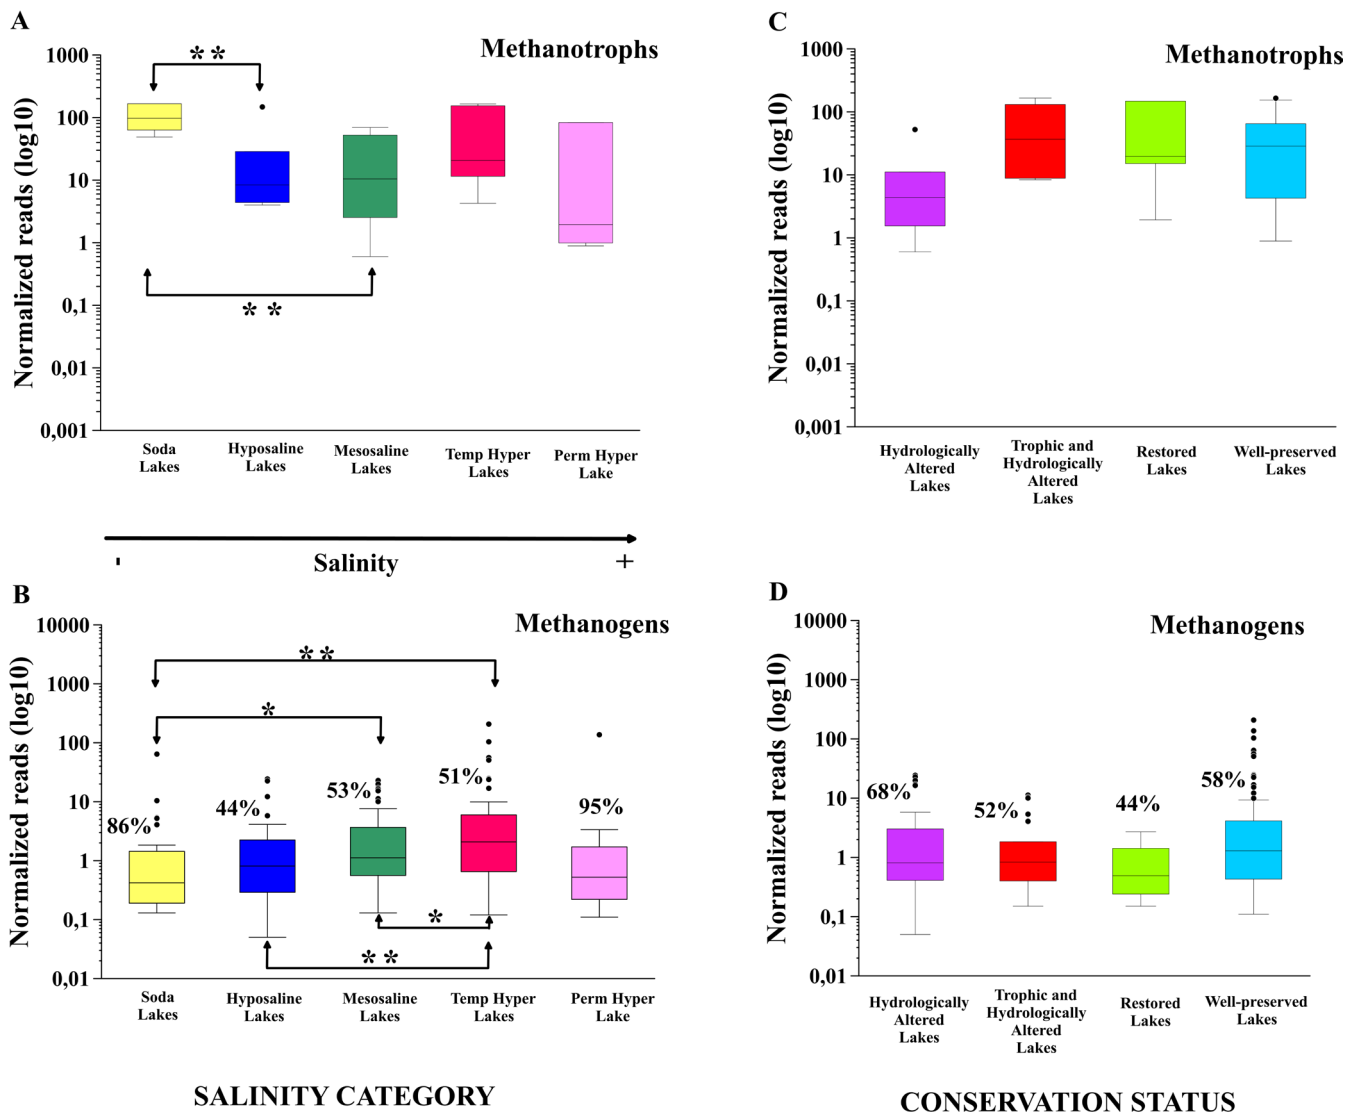 A
Methanotrophs
* *
Normalized reads (log10)
1000
100
10
1
0,1
0,01
0,001
* *
Soda
Lakes
Hyposaline
Lakes
Mesosaline
Lakes
Temp Hyper
Lakes
Perm Hyper
Lake
- Salinity +
C
Methanotrophs
Normalized reads (log10)
1000
100
10
1
0,1
0,01
0,001
Hydrologically
Altered
Lakes
Trophic and
Hydrologically
Altered
Lakes
Restored
Lakes
Well-preserved
Lakes
B
Methanogens
Normalized reads (log10)
10000
1000
100
10
1
0,1
0,01
* *
*
86%
44%
53%
51%
95%
*
* *
Soda
Lakes
Hyposaline
Lakes
Mesosaline
Lakes
Temp Hyper
Lakes
Perm Hyper
Lake
SALINITY CATEGORY
D
Methanogens
Normalized reads (log10)
10000
1000
100
10
1
0,1
0,01
68%
52%
44%
58%
Hydrologically
Altered
Lakes
Trophic and
Hydrologically
Altered
Lakes
Restored
Lakes
Well-preserved
Lakes
CONSERVATION STATUS